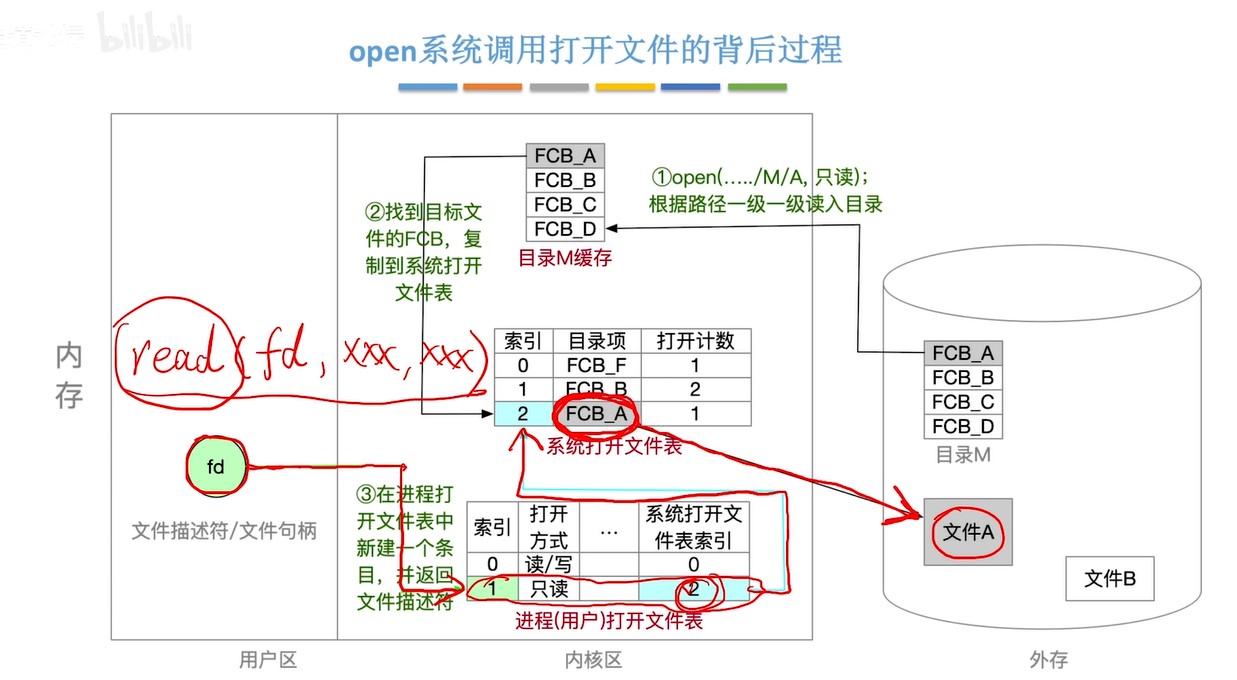 bilibili
open系统调用打开文件的背后过程
FCB_A
FCB_B
FCB_C
FCB_D
目录M缓存
①open(...../M/A, 只读);
根据路径一级一级读入目录
②找到目标文
件的FCB，复
制到系统打开
文件表
内
存
read(fd, xxx, xxx)
索引 目录项 打开计数
0 FCB_F 1
1 FCB_B 2
2 FCB_A 1
系统打开文件表
fd
文件描述符/文件句柄
③在进程打
开文件表中
新建一个条
目，并返回
文件描述符
索引 打开方式 ... 系统打开文件表索引
0 读/写 0
1 只读 2
进程(用户)打开文件表
FCB_A
FCB_B
FCB_C
FCB_D
目录M
文件A
文件B
用户区
内核区
外存